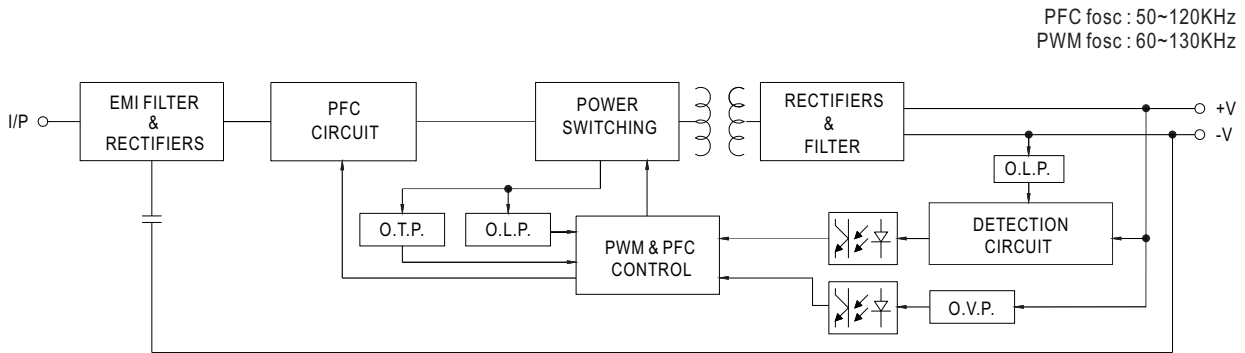 PFC fosc : 50~120KHz
PWM fosc : 60~130KHz
I/P
EMI FILTER
&
RECTIFIERS
PFC
CIRCUIT
POWER
SWITCHING
RECTIFIERS
&
FILTER
+V
-V
O.L.P.
O.T.P.
O.L.P.
PWM & PFC
CONTROL
DETECTION
CIRCUIT
O.V.P.